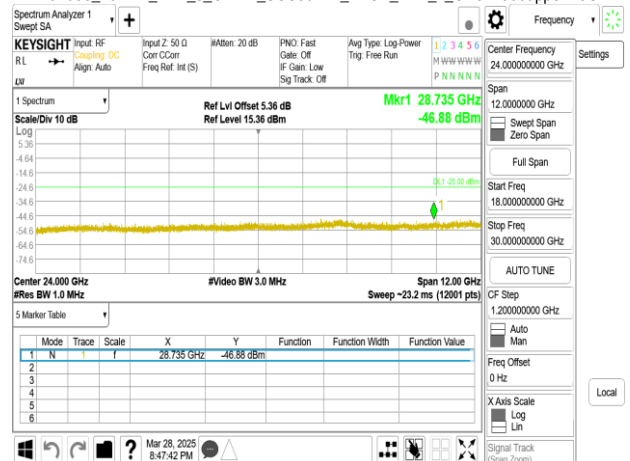 Spectrum Analyzer 1
Swept SA
Frequency
Settings
KEYSIGHT
RL
Input: RF
Coupling: DC
Align: Auto
Input Z: 50 Ω
Corr CCorr
Freq Ref: Int (S)
#Atten: 20 dB
PNO: Fast
Gate: Off
IF Gain: Low
Sig Track: Off
Avg Type: Log-Power
Trig: Free Run
1 2 3 4 5 6
M W W W W W
P N N N N N
1 Spectrum
Scale/Div 10 dB
Ref Lvl Offset 5.36 dB
Ref Level 15.36 dBm
Mkr1 28.735 GHz
-46.88 dBm
Log
5.36
-4.64
-14.6
-24.6
-34.6
-44.6
-54.6
-64.6
-74.6
DL1 -25.00 dBm
1
Center 24.000 GHz
#Res BW 1.0 MHz
#Video BW 3.0 MHz
Span 12.00 GHz
Sweep ~23.2 ms (12001 pts)
5 Marker Table
Mode Trace Scale X Y Function Function Width Function Value
1 N 1 f 28.735 GHz -46.88 dBm
2
3
4
5
6
Mar 28, 2025
8:47:42 PM
Center Frequency
24.000000000 GHz
Span
12.0000000 GHz
Swept Span
Zero Span
Full Span
Start Freq
18.000000000 GHz
Stop Freq
30.000000000 GHz
AUTO TUNE
CF Step
1.200000000 GHz
Auto
Man
Freq Offset
0 Hz
X Axis Scale
Log
Lin
Signal Track
(Span Zoom)
Local